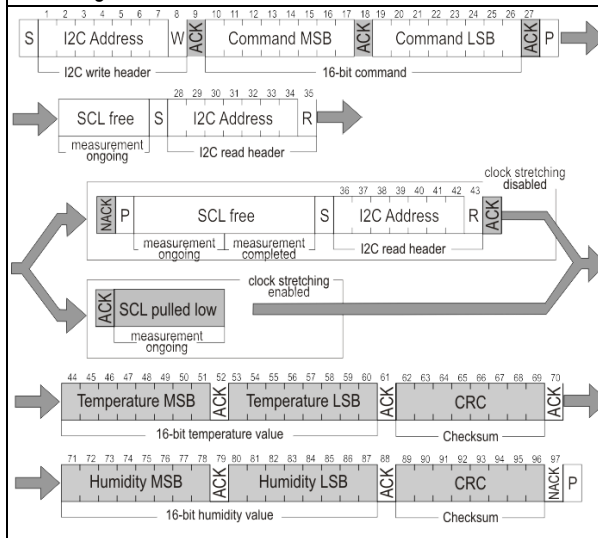 1 2 3 4 5 6 7 8 9 10 11 12 13 14 15 16 17 18 19 20 21 22 23 24 25 26 27
S I2C Address W ACK Command MSB ACK Command LSB ACK P
I2C write header 16-bit command
28 29 30 31 32 33 34 35
SCL free S I2C Address R
measurement ongoing I2C read header
clock stretching
disabled
36 37 38 39 40 41 42 43
NACK P SCL free S I2C Address R ACK
measurement ongoing measurement completed I2C read header
clock stretching
enabled
ACK SCL pulled low
measurement
ongoing
44 45 46 47 48 49 50 51 52 53 54 55 56 57 58 59 60 61 62 63 64 65 66 67 68 69 70
Temperature MSB ACK Temperature LSB ACK CRC ACK
16-bit temperature value Checksum
71 72 73 74 75 76 77 78 79 80 81 82 83 84 85 86 87 88 89 90 91 92 93 94 95 96 97
Humidity MSB ACK Humidity LSB ACK CRC NACK P
16-bit humidity value Checksum